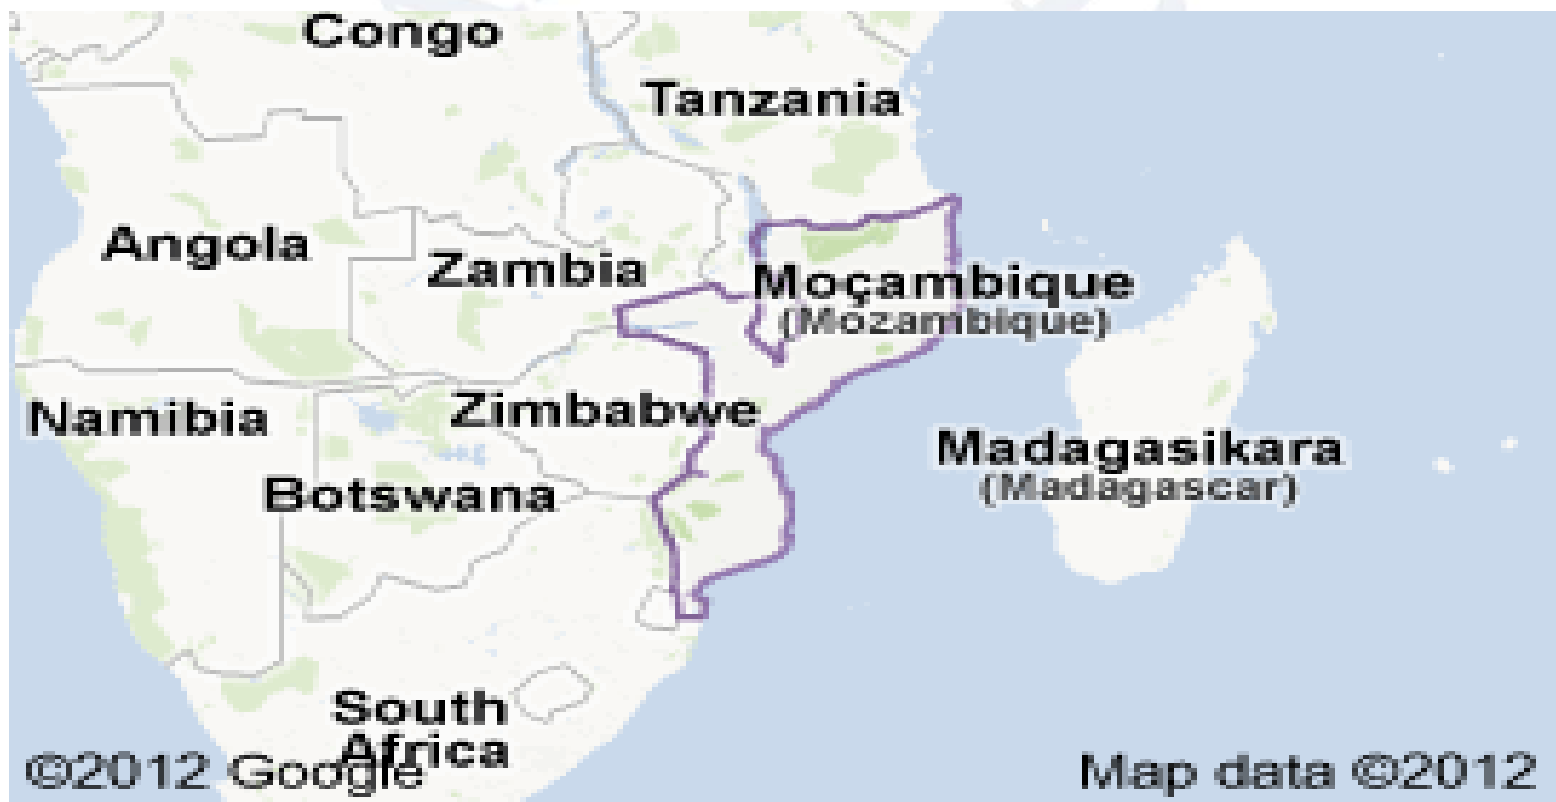 Congo
Tanzania
Angola
Zambia
Moçambique
(Mozambique)
Namibia
Zimbabwe
Madagasikara
(Madagascar)
Botswana
South
Africa
©2012 Google
Map data ©2012